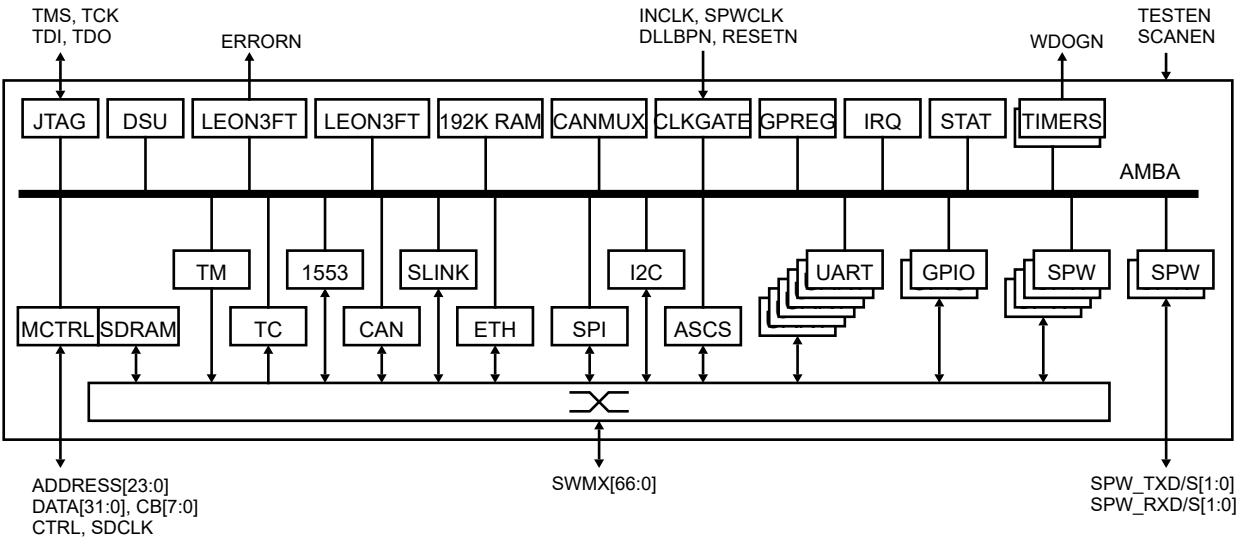 TMS, TCK
TDI, TDO
ERRORN
INCLK, SPWCLK
DLLBPN, RESETN
WDOGN
TESTEN
SCANEN
JTAG
DSU
LEON3FT
LEON3FT
192K RAM
CANMUX
CLKGATE
GPREG
IRQ
STAT
TIMERS
AMBA
TM
1553
SLINK
I2C
UART
GPIO
SPW
SPW
MCTRL
SDRAM
TC
CAN
ETH
SPI
ASCS
ADDRESS[23:0]
DATA[31:0], CB[7:0]
CTRL, SDCLK
SWMX[66:0]
SPW_TXD/S[1:0]
SPW_RXD/S[1:0]